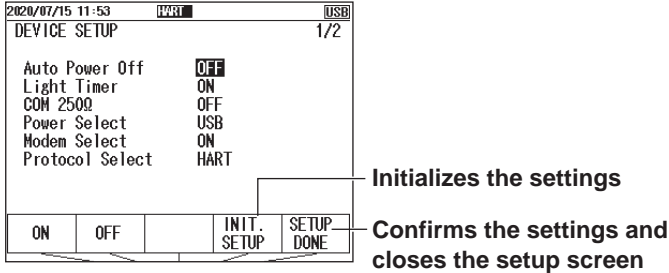 2020/07/15 11:53 HART USB
DEVICE SETUP 1/2
Auto Power Off OFF
Light Timer ON
COM 250Ω OFF
Power Select USB
Modem Select ON
Protocol Select HART
Initializes the settings
ON OFF INIT. SETUP SETUP DONE
Confirms the settings and
closes the setup screen